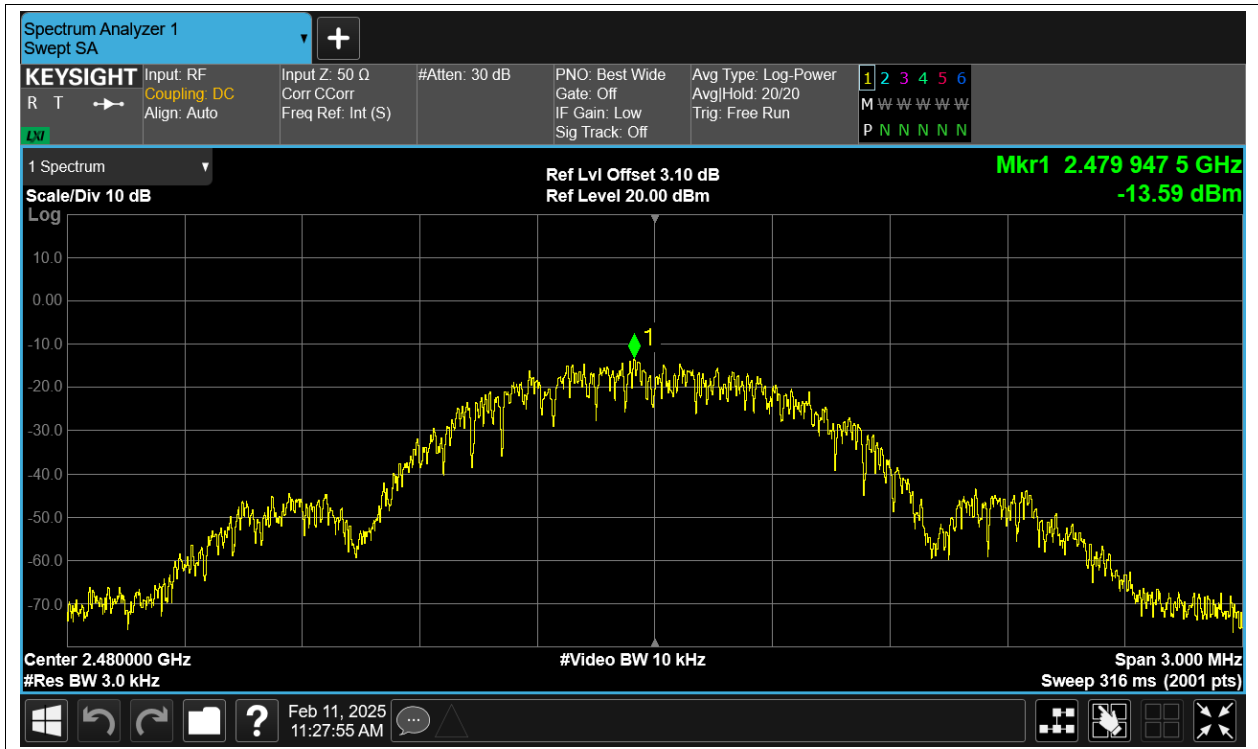 Spectrum Analyzer 1
Swept SA
+
KEYSIGHT
R T
LXI
Input: RF
Coupling: DC
Align: Auto
Input Z: 50 Ω
Corr CCorr
Freq Ref: Int (S)
#Atten: 30 dB
PNO: Best Wide
Gate: Off
IF Gain: Low
Sig Track: Off
Avg Type: Log-Power
Avg|Hold: 20/20
Trig: Free Run
1 2 3 4 5 6
M W W W W W
P N N N N N
1 Spectrum
Scale/Div 10 dB
Ref Lvl Offset 3.10 dB
Ref Level 20.00 dBm
Mkr1 2.479 947 5 GHz
-13.59 dBm
Log
10.0
0.00
-10.0
-20.0
-30.0
-40.0
-50.0
-60.0
-70.0
1
Center 2.480000 GHz
#Res BW 3.0 kHz
#Video BW 10 kHz
Span 3.000 MHz
Sweep 316 ms (2001 pts)
?
Feb 11, 2025
11:27:55 AM